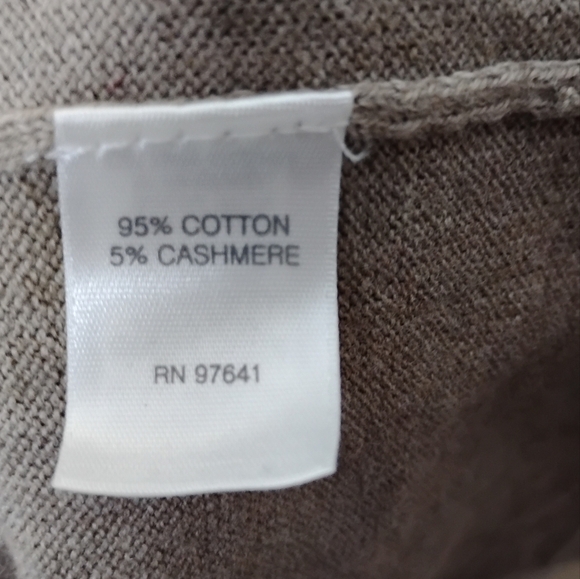 95% COTTON
5% CASHMERE
RN 97641